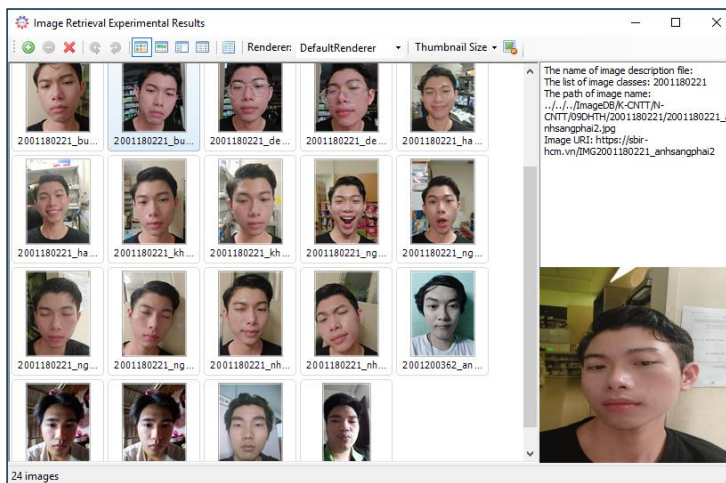 Image Retrieval Experimental Results
Renderer: DefaultRenderer Thumbnail Size
2001180221_bu... 2001180221_bu... 2001180221_de... 2001180221_de... 2001180221_ha...
2001180221_ha... 2001180221_kh... 2001180221_kh... 2001180221_ng... 2001180221_ng...
2001180221_ng... 2001180221_ng... 2001180221_nh... 2001180221_nh... 2001200362_an...
The name of image description file:
The list of image classes: 2001180221
The path of image name:
../../../ImageDB/K-CNTT/N-
CNTT/09DHTH/2001180221/2001180221_a
nhsangphai2.jpg
Image URI: https://sbir-
hcm.vn/IMG2001180221_anhsangphai2
24 images